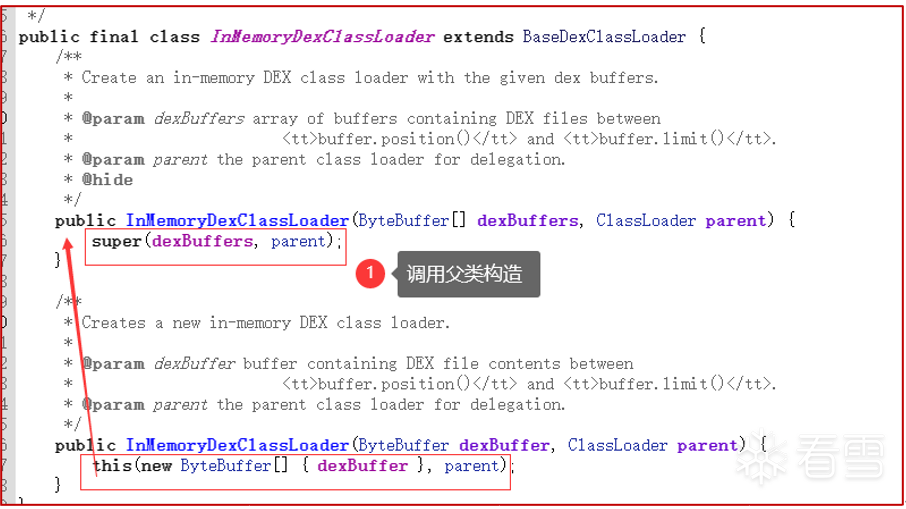 */
public final class InMemoryDexClassLoader extends BaseDexClassLoader {
/**
* Create an in-memory DEX class loader with the given dex buffers.
*
* @param dexBuffers array of buffers containing DEX files between
* <tt>buffer.position()</tt> and <tt>buffer.limit()</tt>.
* @param parent the parent class loader for delegation.
* @hide
*/
public InMemoryDexClassLoader(ByteBuffer[] dexBuffers, ClassLoader parent) {
super(dexBuffers, parent);
}
1 调用父类构造
/**
* Creates a new in-memory DEX class loader.
*
* @param dexBuffer buffer containing DEX file contents between
* <tt>buffer.position()</tt> and <tt>buffer.limit()</tt>.
* @param parent the parent class loader for delegation.
*/
public InMemoryDexClassLoader(ByteBuffer dexBuffer, ClassLoader parent) {
this(new ByteBuffer[] { dexBuffer }, parent);
}
看雪